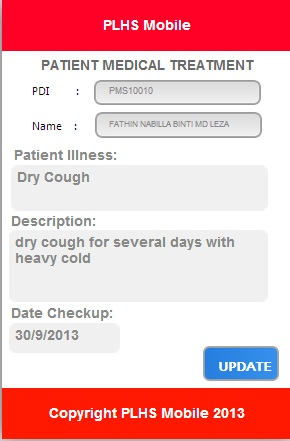 PLHS Mobile
PATIENT MEDICAL TREATMENT
PDI : PMS10010
Name : FATHIN NABILLA BINTI MD LEZA
Patient Illness:
Dry Cough
Description:
dry cough for several days with
heavy cold
Date Checkup:
30/9/2013
UPDATE
Copyright PLHS Mobile 2013